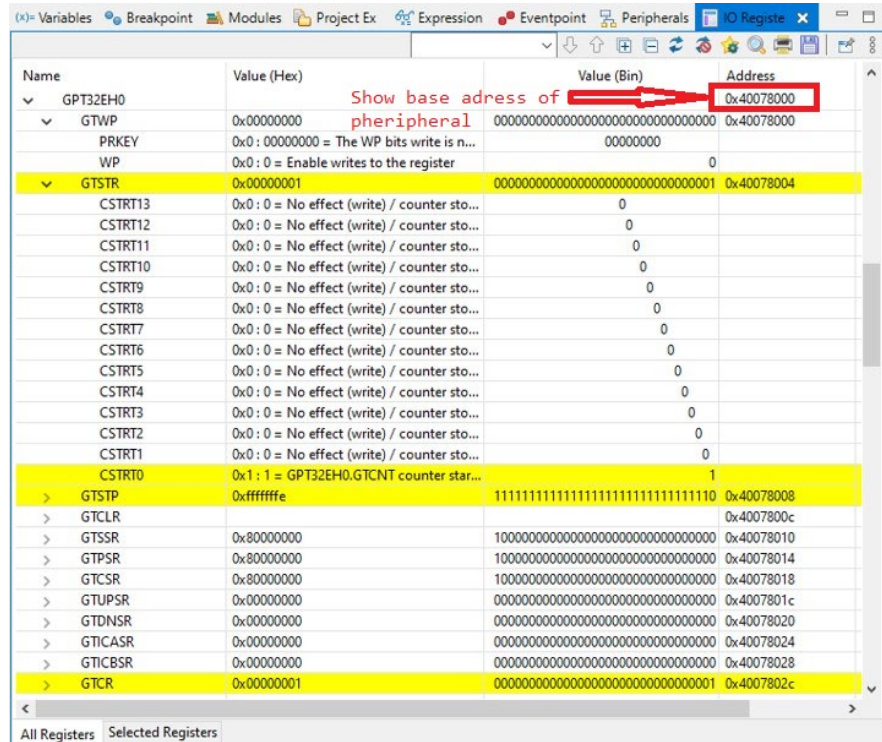 (x)= Variables Breakpoint Modules Project Ex Expression Eventpoint Peripherals IO Registe
Name Value (Hex) Value (Bin) Address
GPT32EH0 Show base adress of 0x40078000
pheripheral
GTWP 0x00000000 00000000000000000000000000000000 0x40078000
PRKEY 0x0 : 00000000 = The WP bits write is n... 00000000
WP 0x0 : 0 = Enable writes to the register 0
GTSTR 0x00000001 00000000000000000000000000000001 0x40078004
CSTRT13 0x0 : 0 = No effect (write) / counter sto... 0
CSTRT12 0x0 : 0 = No effect (write) / counter sto... 0
CSTRT11 0x0 : 0 = No effect (write) / counter sto... 0
CSTRT10 0x0 : 0 = No effect (write) / counter sto... 0
CSTRT9 0x0 : 0 = No effect (write) / counter sto... 0
CSTRT8 0x0 : 0 = No effect (write) / counter sto... 0
CSTRT7 0x0 : 0 = No effect (write) / counter sto... 0
CSTRT6 0x0 : 0 = No effect (write) / counter sto... 0
CSTRT5 0x0 : 0 = No effect (write) / counter sto... 0
CSTRT4 0x0 : 0 = No effect (write) / counter sto... 0
CSTRT3 0x0 : 0 = No effect (write) / counter sto... 0
CSTRT2 0x0 : 0 = No effect (write) / counter sto... 0
CSTRT1 0x0 : 0 = No effect (write) / counter sto... 0
CSTRT0 0x1 : 1 = GPT32EH0.GTCNT counter star... 1
GTSTP 0xfffffffe 11111111111111111111111111111110 0x40078008
GTCLR 0x4007800c
GTSSR 0x80000000 10000000000000000000000000000000 0x40078010
GTPSR 0x80000000 10000000000000000000000000000000 0x40078014
GTCSR 0x80000000 10000000000000000000000000000000 0x40078018
GTUPSR 0x00000000 00000000000000000000000000000000 0x4007801c
GTDNSR 0x00000000 00000000000000000000000000000000 0x40078020
GTICASR 0x00000000 00000000000000000000000000000000 0x40078024
GTICBSR 0x00000000 00000000000000000000000000000000 0x40078028
GTCR 0x00000001 00000000000000000000000000000001 0x4007802c
All Registers Selected Registers